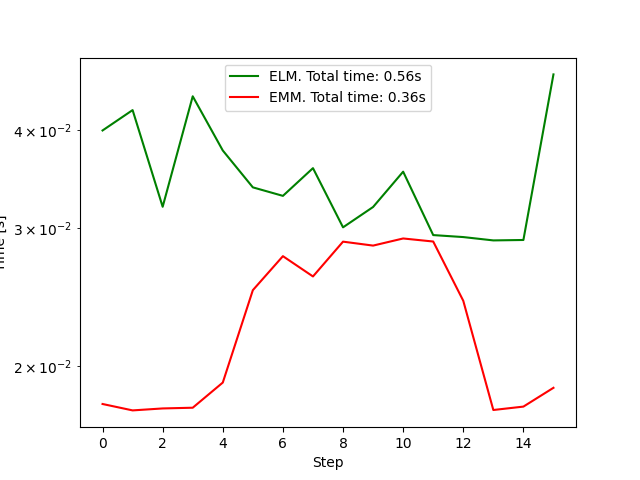 ELM. Total time: 0.56s
EMM. Total time: 0.36s
4 × 10⁻²
3 × 10⁻²
2 × 10⁻²
Time [s]
0 2 4 6 8 10 12 14
Step